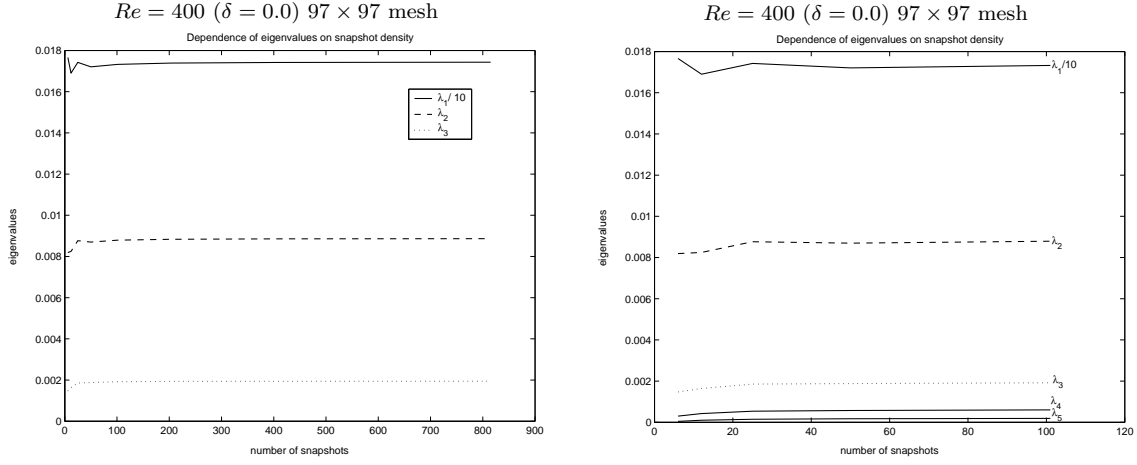 Re = 400 (δ = 0.0) 97 × 97 mesh
Dependence of eigenvalues on snapshot density
0.018
0.016
0.014
0.012
0.01
0.008
0.006
0.004
0.002
0
eigenvalues
λ1/ 10
λ2
λ3
0 100 200 300 400 500 600 700 800 900
number of snapshots
Re = 400 (δ = 0.0) 97 × 97 mesh
Dependence of eigenvalues on snapshot density
0.018
0.016
0.014
0.012
0.01
0.008
0.006
0.004
0.002
0
eigenvalues
λ1/10
λ2
λ3
λ4
λ5
0 20 40 60 80 100 120
number of snapshots